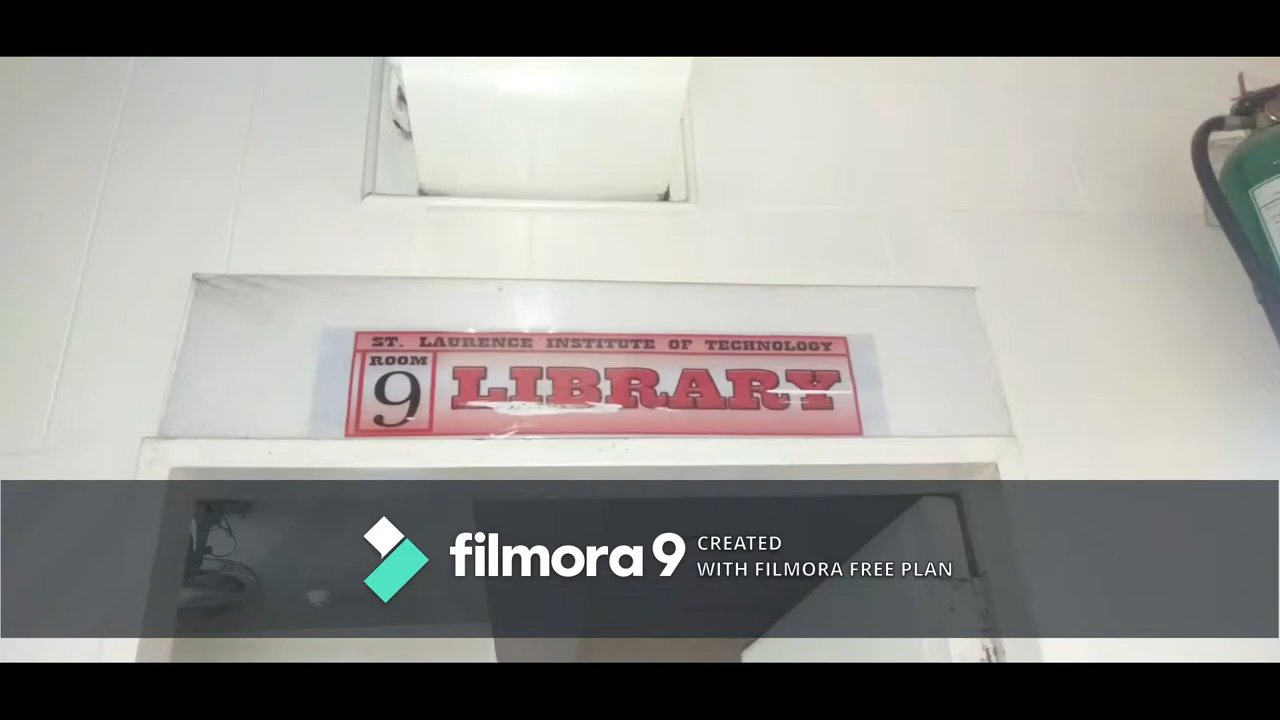 ST. LAURENCE INSTITUTE OF TECHNOLOGY
ROOM
9
LIBRARY
filmora 9
CREATED
WITH FILMORA FREE PLAN